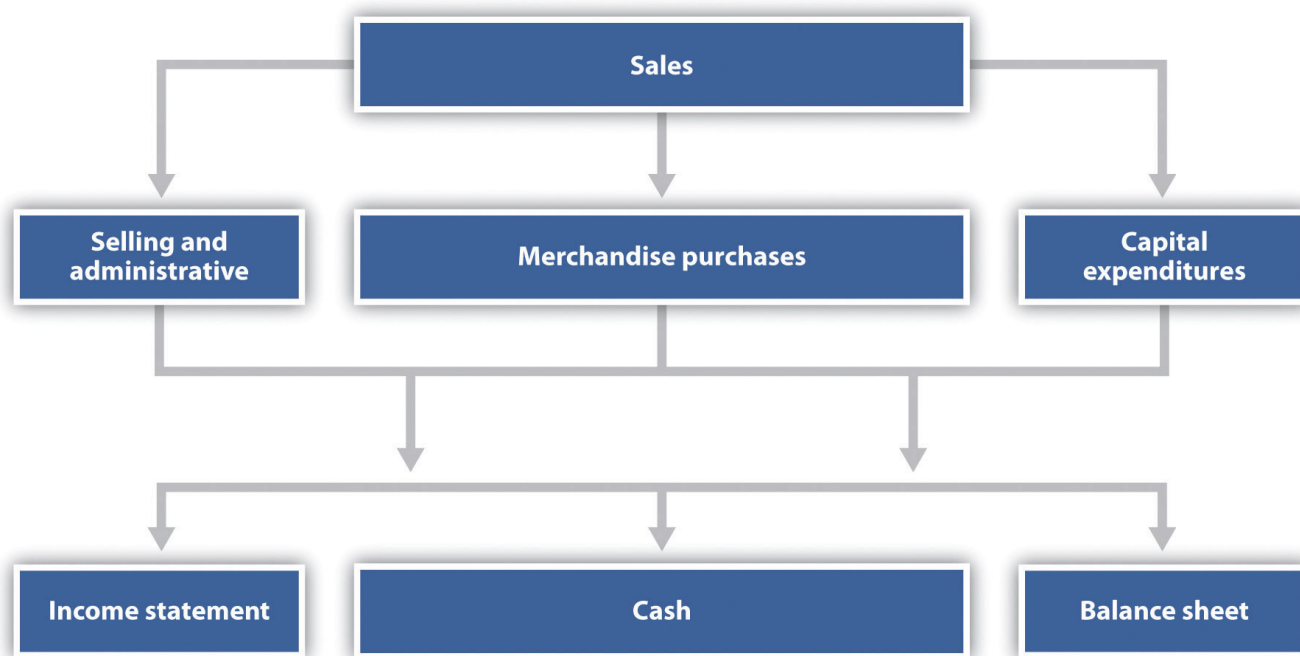 Sales
Selling and
administrative
Merchandise purchases
Capital
expenditures
Income statement
Cash
Balance sheet